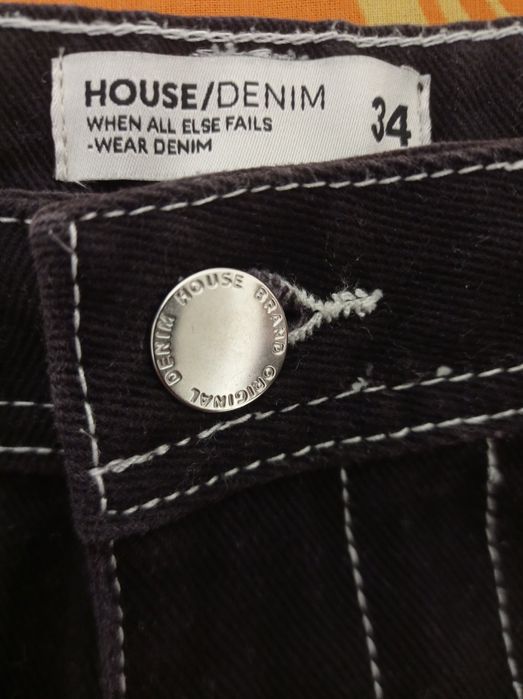 HOUSE/DENIM
WHEN ALL ELSE FAILS
-WEAR DENIM
34
DENIM HOUSE BRAND ORIGINAL